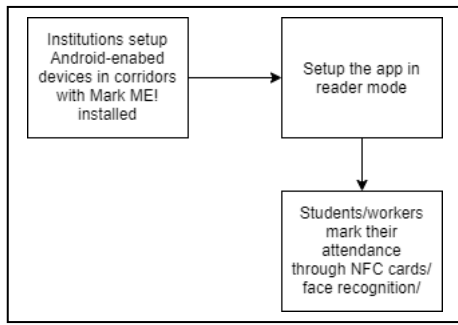 Institutions setup
Android-enabed
devices in corridors
with Mark ME!
installed
Setup the app in
reader mode
Students/workers
mark their
attendance
through NFC cards/
face recognition/